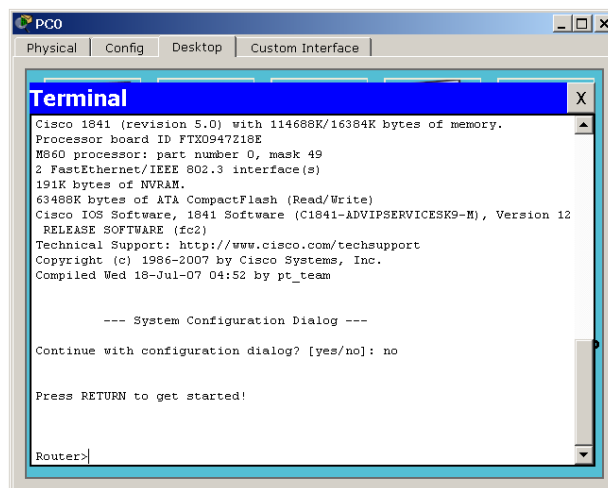 PC0
Physical Config Desktop Custom Interface
Terminal X
Cisco 1841 (revision 5.0) with 114688K/16384K bytes of memory.
Processor board ID FTX0947Z18E
M860 processor: part number 0, mask 49
2 FastEthernet/IEEE 802.3 interface(s)
191K bytes of NVRAM.
63488K bytes of ATA CompactFlash (Read/Write)
Cisco IOS Software, 1841 Software (C1841-ADVIPSERVICESK9-M), Version 12
RELEASE SOFTWARE (fc2)
Technical Support: http://www.cisco.com/techsupport
Copyright (c) 1986-2007 by Cisco Systems, Inc.
Compiled Wed 18-Jul-07 04:52 by pt_team
--- System Configuration Dialog ---
Continue with configuration dialog? [yes/no]: no
Press RETURN to get started!
Router>